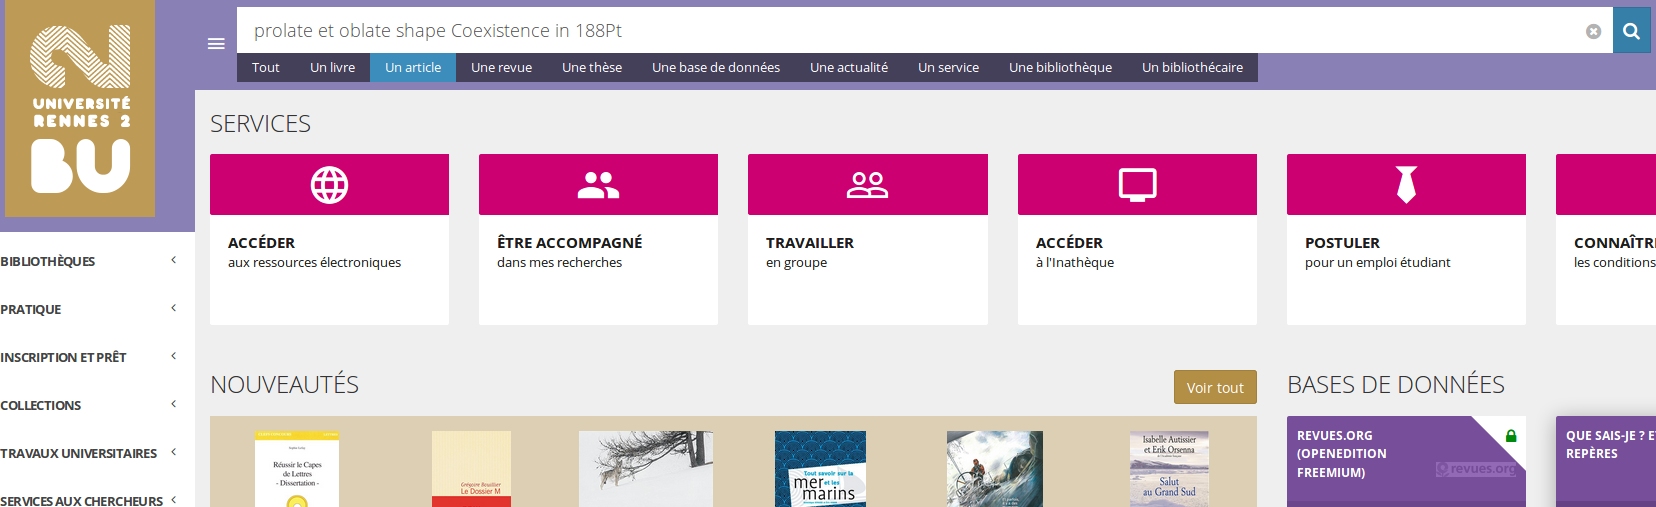 prolate et oblate shape Coexistence in 188Pt
Tout Un livre Un article Une revue Une thèse Une base de données Une actualité Un service Une bibliothèque Un bibliothécaire
UNIVERSITÉ
RENNES 2
BU
BIBLIOTHÈQUES
PRATIQUE
INSCRIPTION ET PRÊT
COLLECTIONS
TRAVAUX UNIVERSITAIRES
SERVICES AUX CHERCHEURS
SERVICES
ACCÉDER
aux ressources électroniques
ÊTRE ACCOMPAGNÉ
dans mes recherches
TRAVAILLER
en groupe
ACCÉDER
à l'Inathèque
POSTULER
pour un emploi étudiant
CONNAÎTR
les conditions
NOUVEAUTÉS
Voir tout
Réussir le Capes
de Lettres
- Dissertation -
Grégoire Bouillier
Le Dossier M
Tout savoir sur la
mer et les
marins
Isabelle Autissier
et Erik Orsenna
Salut
au Grand Sud
BASES DE DONNÉES
REVUES.ORG
(OPENEDITION
FREEMIUM)
revues.org
QUE SAIS-JE ? ET
REPÈRES